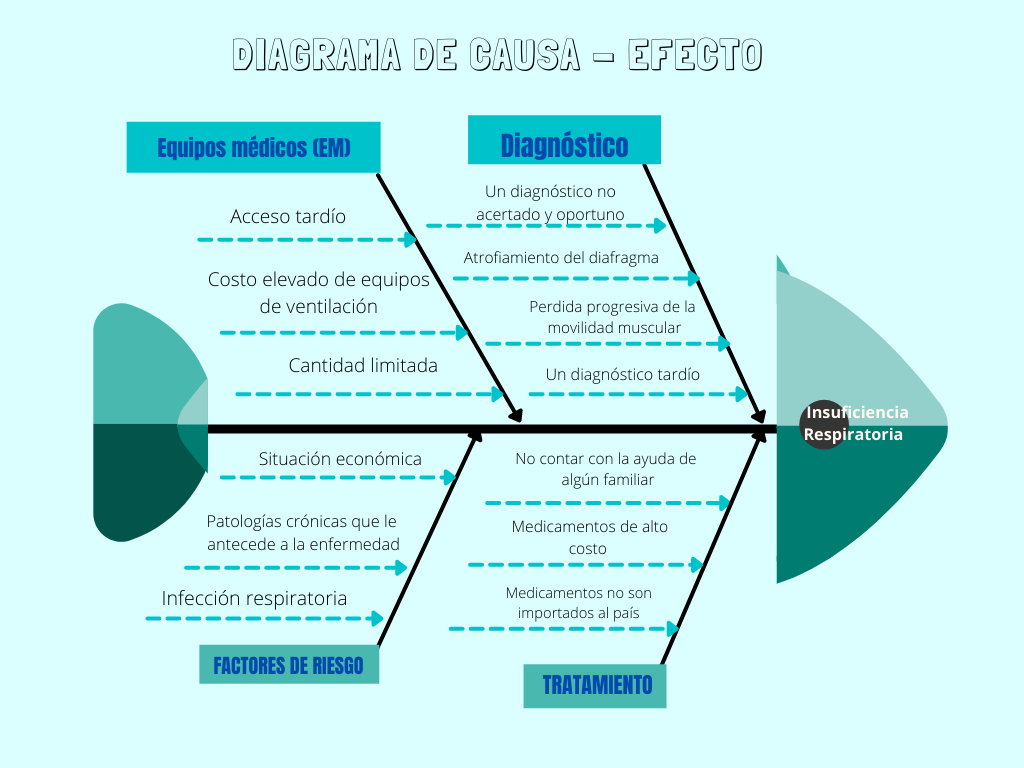 DIAGRAMA DE CAUSA - EFECTO
Equipos médicos (EM)
Acceso tardío
Costo elevado de equipos
de ventilación
Cantidad limitada
Diagnóstico
Un diagnóstico no
acertado y oportuno
Atrofiamiento del diafragma
Perdida progresiva de la
movilidad muscular
Un diagnóstico tardío
Insuficiencia
Respiratoria
Situación económica
Patologías crónicas que le
antecede a la enfermedad
Infección respiratoria
FACTORES DE RIESGO
No contar con la ayuda de
algún familiar
Medicamentos de alto
costo
Medicamentos no son
importados al país
TRATAMIENTO